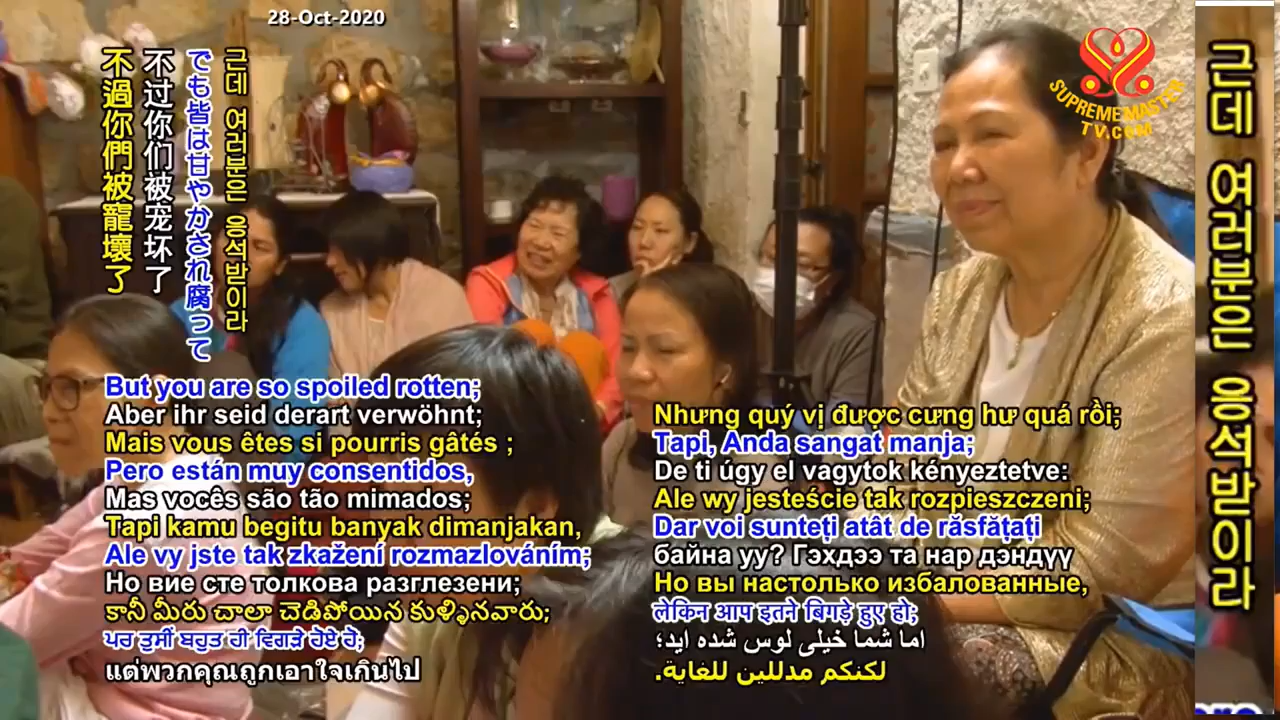 28-Oct-2020
SUPREME MASTER
TV.COM
근데 여러분은 응석받이라
でも皆は甘やかされ腐って
不过你们被宠坏了
不過你們被寵壞了
But you are so spoiled rotten;
Aber ihr seid derart verwöhnt;
Mais vous êtes si pourris gâtés ;
Pero están muy consentidos,
Mas vocês são tão mimados;
Tapi kamu begitu banyak dimanjakan,
Ale vy jste tak zkažení rozmazlováním;
Но вие сте толкова разглезени;
కానీ మీరు చాలా చెడిపోయిన కుళ్ళినవారు;
ਪਰ ਤੁਸੀਂ ਬਹੁਤ ਹੀ ਵਿਗੜੇ ਹੋਏ ਹੋ;
แต่พวกคุณถูกเอาใจเกินไป
Nhưng quý vị được cưng hư quá rồi;
Tapi, Anda sangat manja;
De ti úgy el vagytok kényeztetve:
Ale wy jesteście tak rozpieszczeni;
Dar voi sunteți atât de răsfățați
байна уу? Гэхдээ та нар дэндүү
Но вы настолько избалованные,
लेकिन आप इतने बिगड़े हुए हो;
اما شما خیلی لوس شده اید؛
لكنكم مدللين للغاية.
근데 여러분은 응석받이라